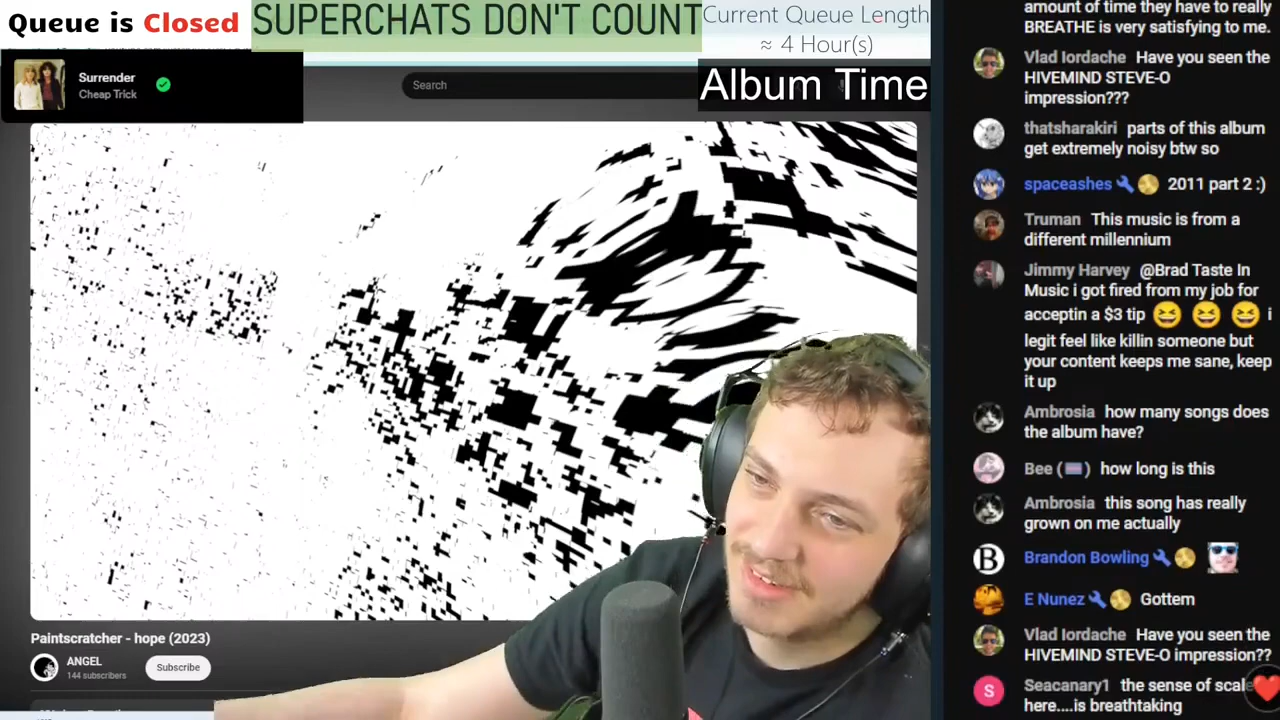 Queue is Closed
SUPERCHATS DON'T COUNT
Current Queue Length
≈ 4 Hour(s)
Album Time
Surrender
Cheap Trick
Search
Paintscratcher - hope (2023)
ANGEL
144 subscribers
Subscribe
amount of time they have to really
BREATHE is very satisfying to me.
Vlad Iordache Have you seen the
HIVEMIND STEVE-O
impression???
thatsharakiri parts of this album
get extremely noisy btw so
spaceashes 2011 part 2 :)
Truman This music is from a
different millennium
Jimmy Harvey @Brad Taste In
Music i got fired from my job for
acceptin a $3 tip 😆 😆 😆 i
legit feel like killin someone but
your content keeps me sane, keep
it up
Ambrosia how many songs does
the album have?
Bee (🏳️‍⚧️) how long is this
Ambrosia this song has really
grown on me actually
B Brandon Bowling
E Nunez Gottem
Vlad Iordache Have you seen the
HIVEMIND STEVE-O impression??
S Seacanary1 the sense of scale
here....is breathtaking